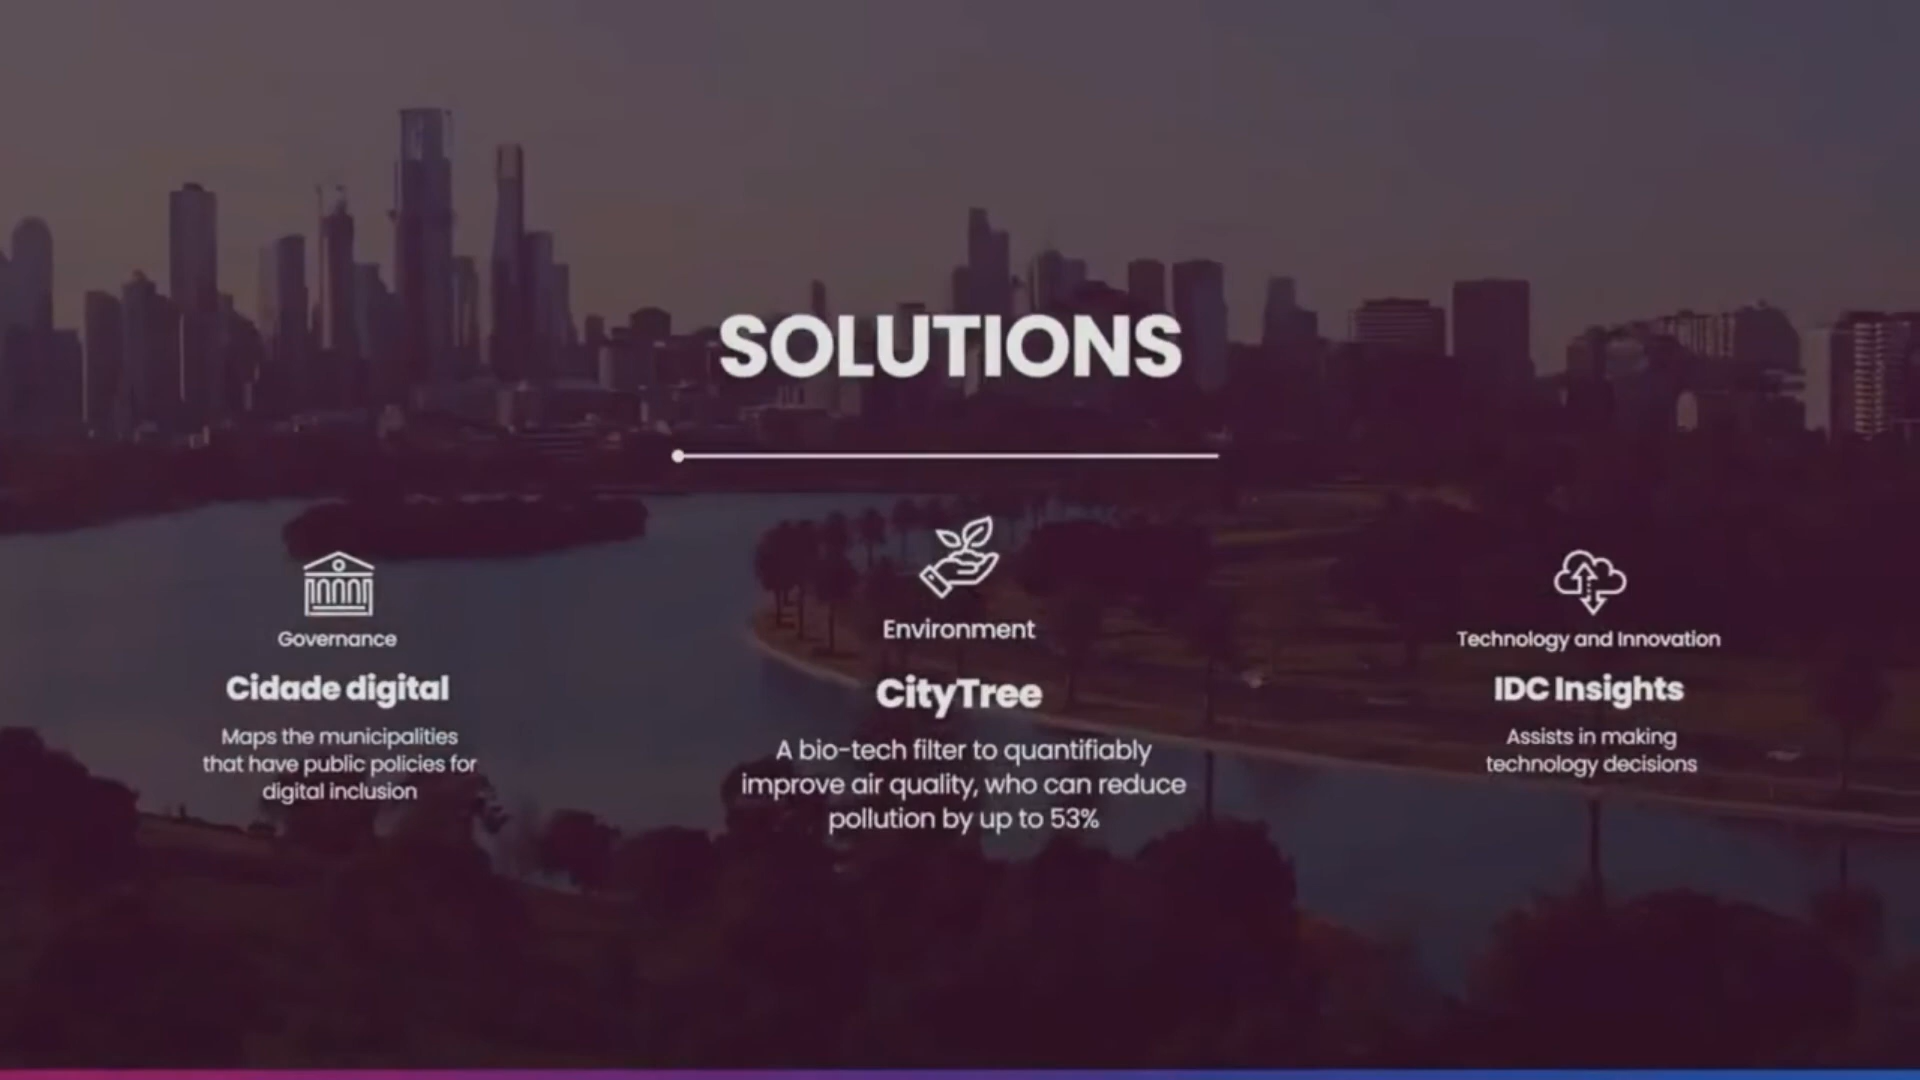 SOLUTIONS
Governance
Cidade digital
Maps the municipalities
that have public policies for
digital inclusion
Environment
CityTree
A bio-tech filter to quantifiably
improve air quality, who can reduce
pollution by up to 53%
Technology and Innovation
IDC Insights
Assists in making
technology decisions